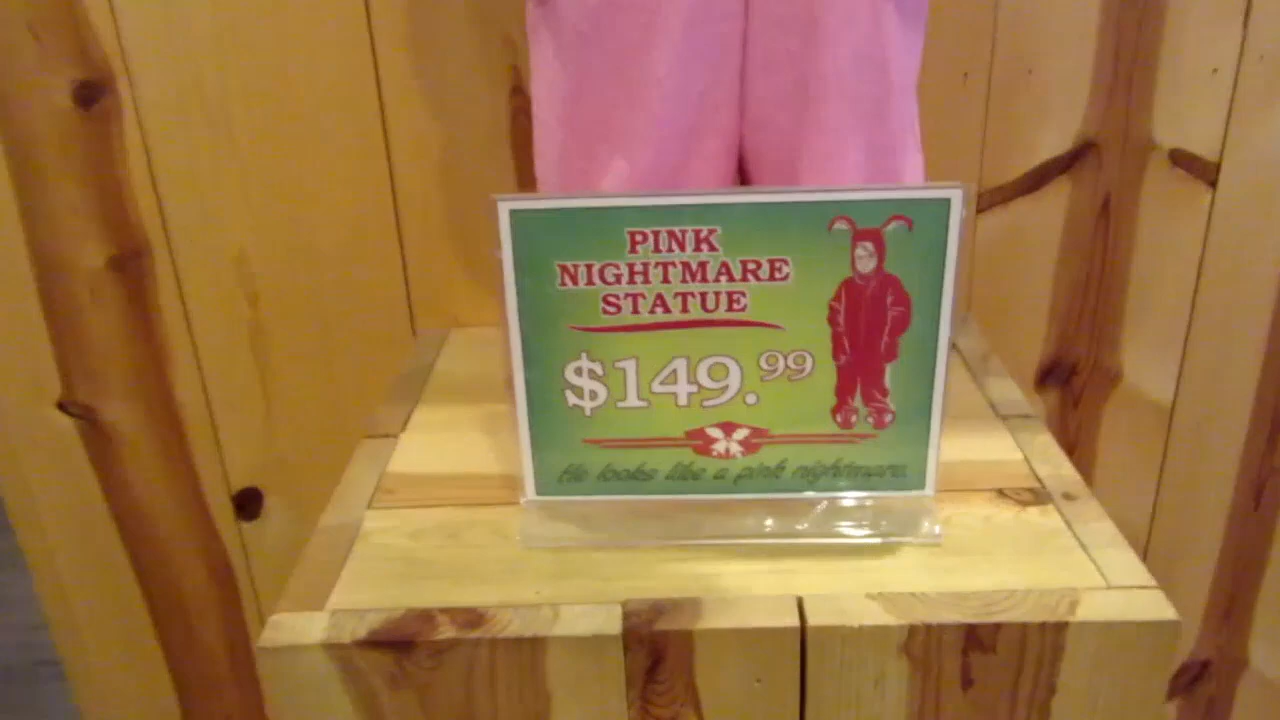 PINK
NIGHTMARE
STATUE
$149.99
He looks like a pink nightmare.